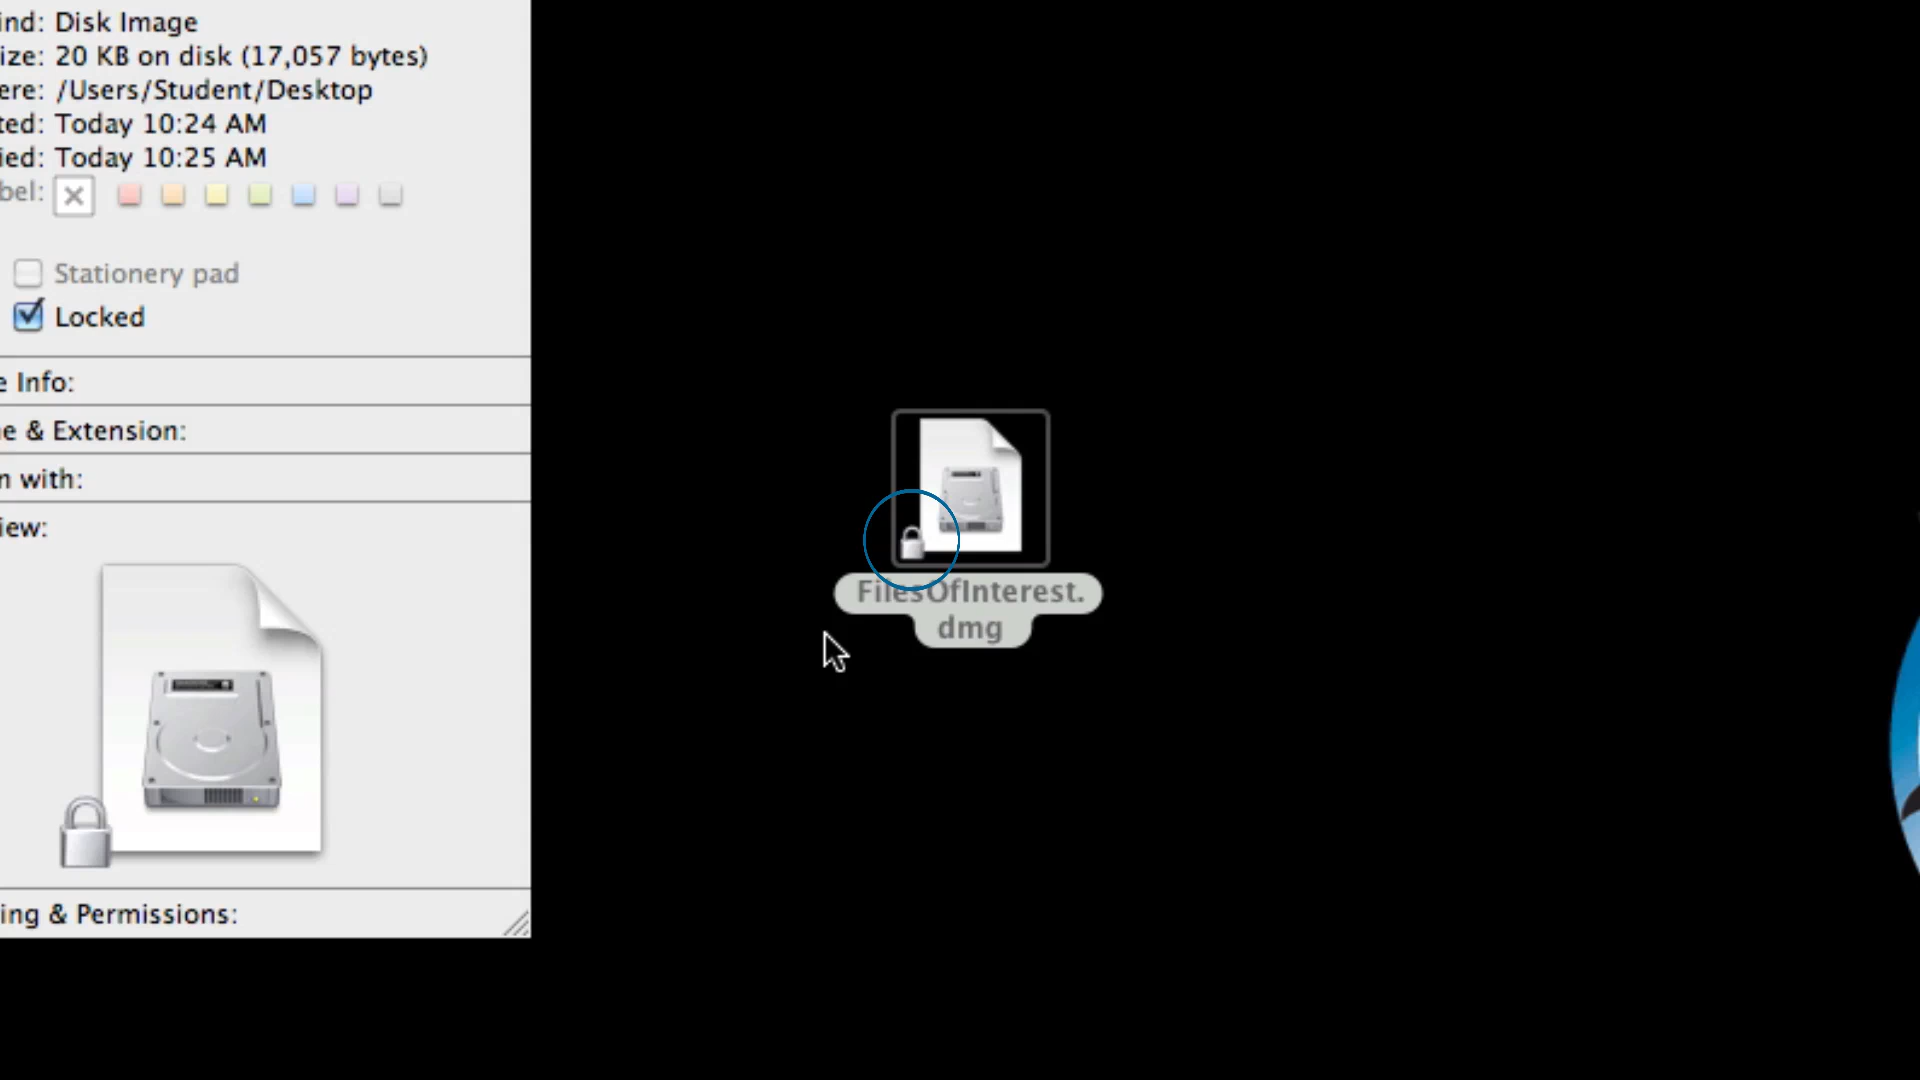 ind: Disk Image
ize: 20 KB on disk (17,057 bytes)
ere: /Users/Student/Desktop
ted: Today 10:24 AM
ied: Today 10:25 AM
bel:
Stationery pad
Locked
e Info:
e & Extension:
n with:
iew:
ing & Permissions:
FilesOfInterest.
dmg